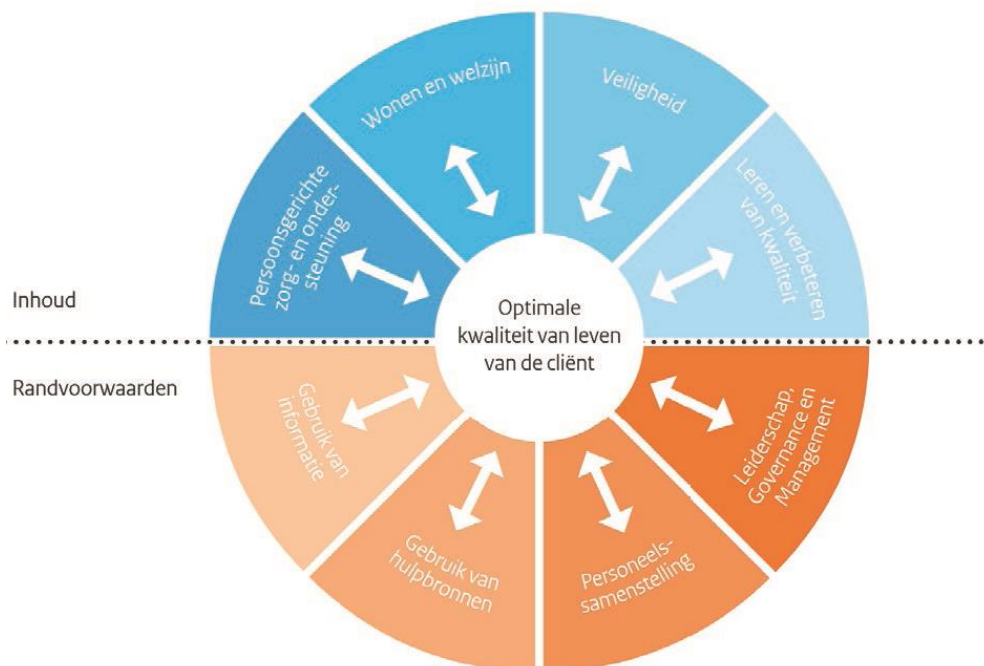 Wonen en welzijn
Veiligheid
Persoonsgerichte
zorg- en onder-
steuning
Leren en verbeteren
van kwaliteit
Inhoud
Optimale
kwaliteit van leven
van de cliënt
Randvoorwaarden
Gebruik van
informatie
Leiderschap,
Governance en
Management
Gebruik van
hulpbronnen
Personeels-
samenstelling